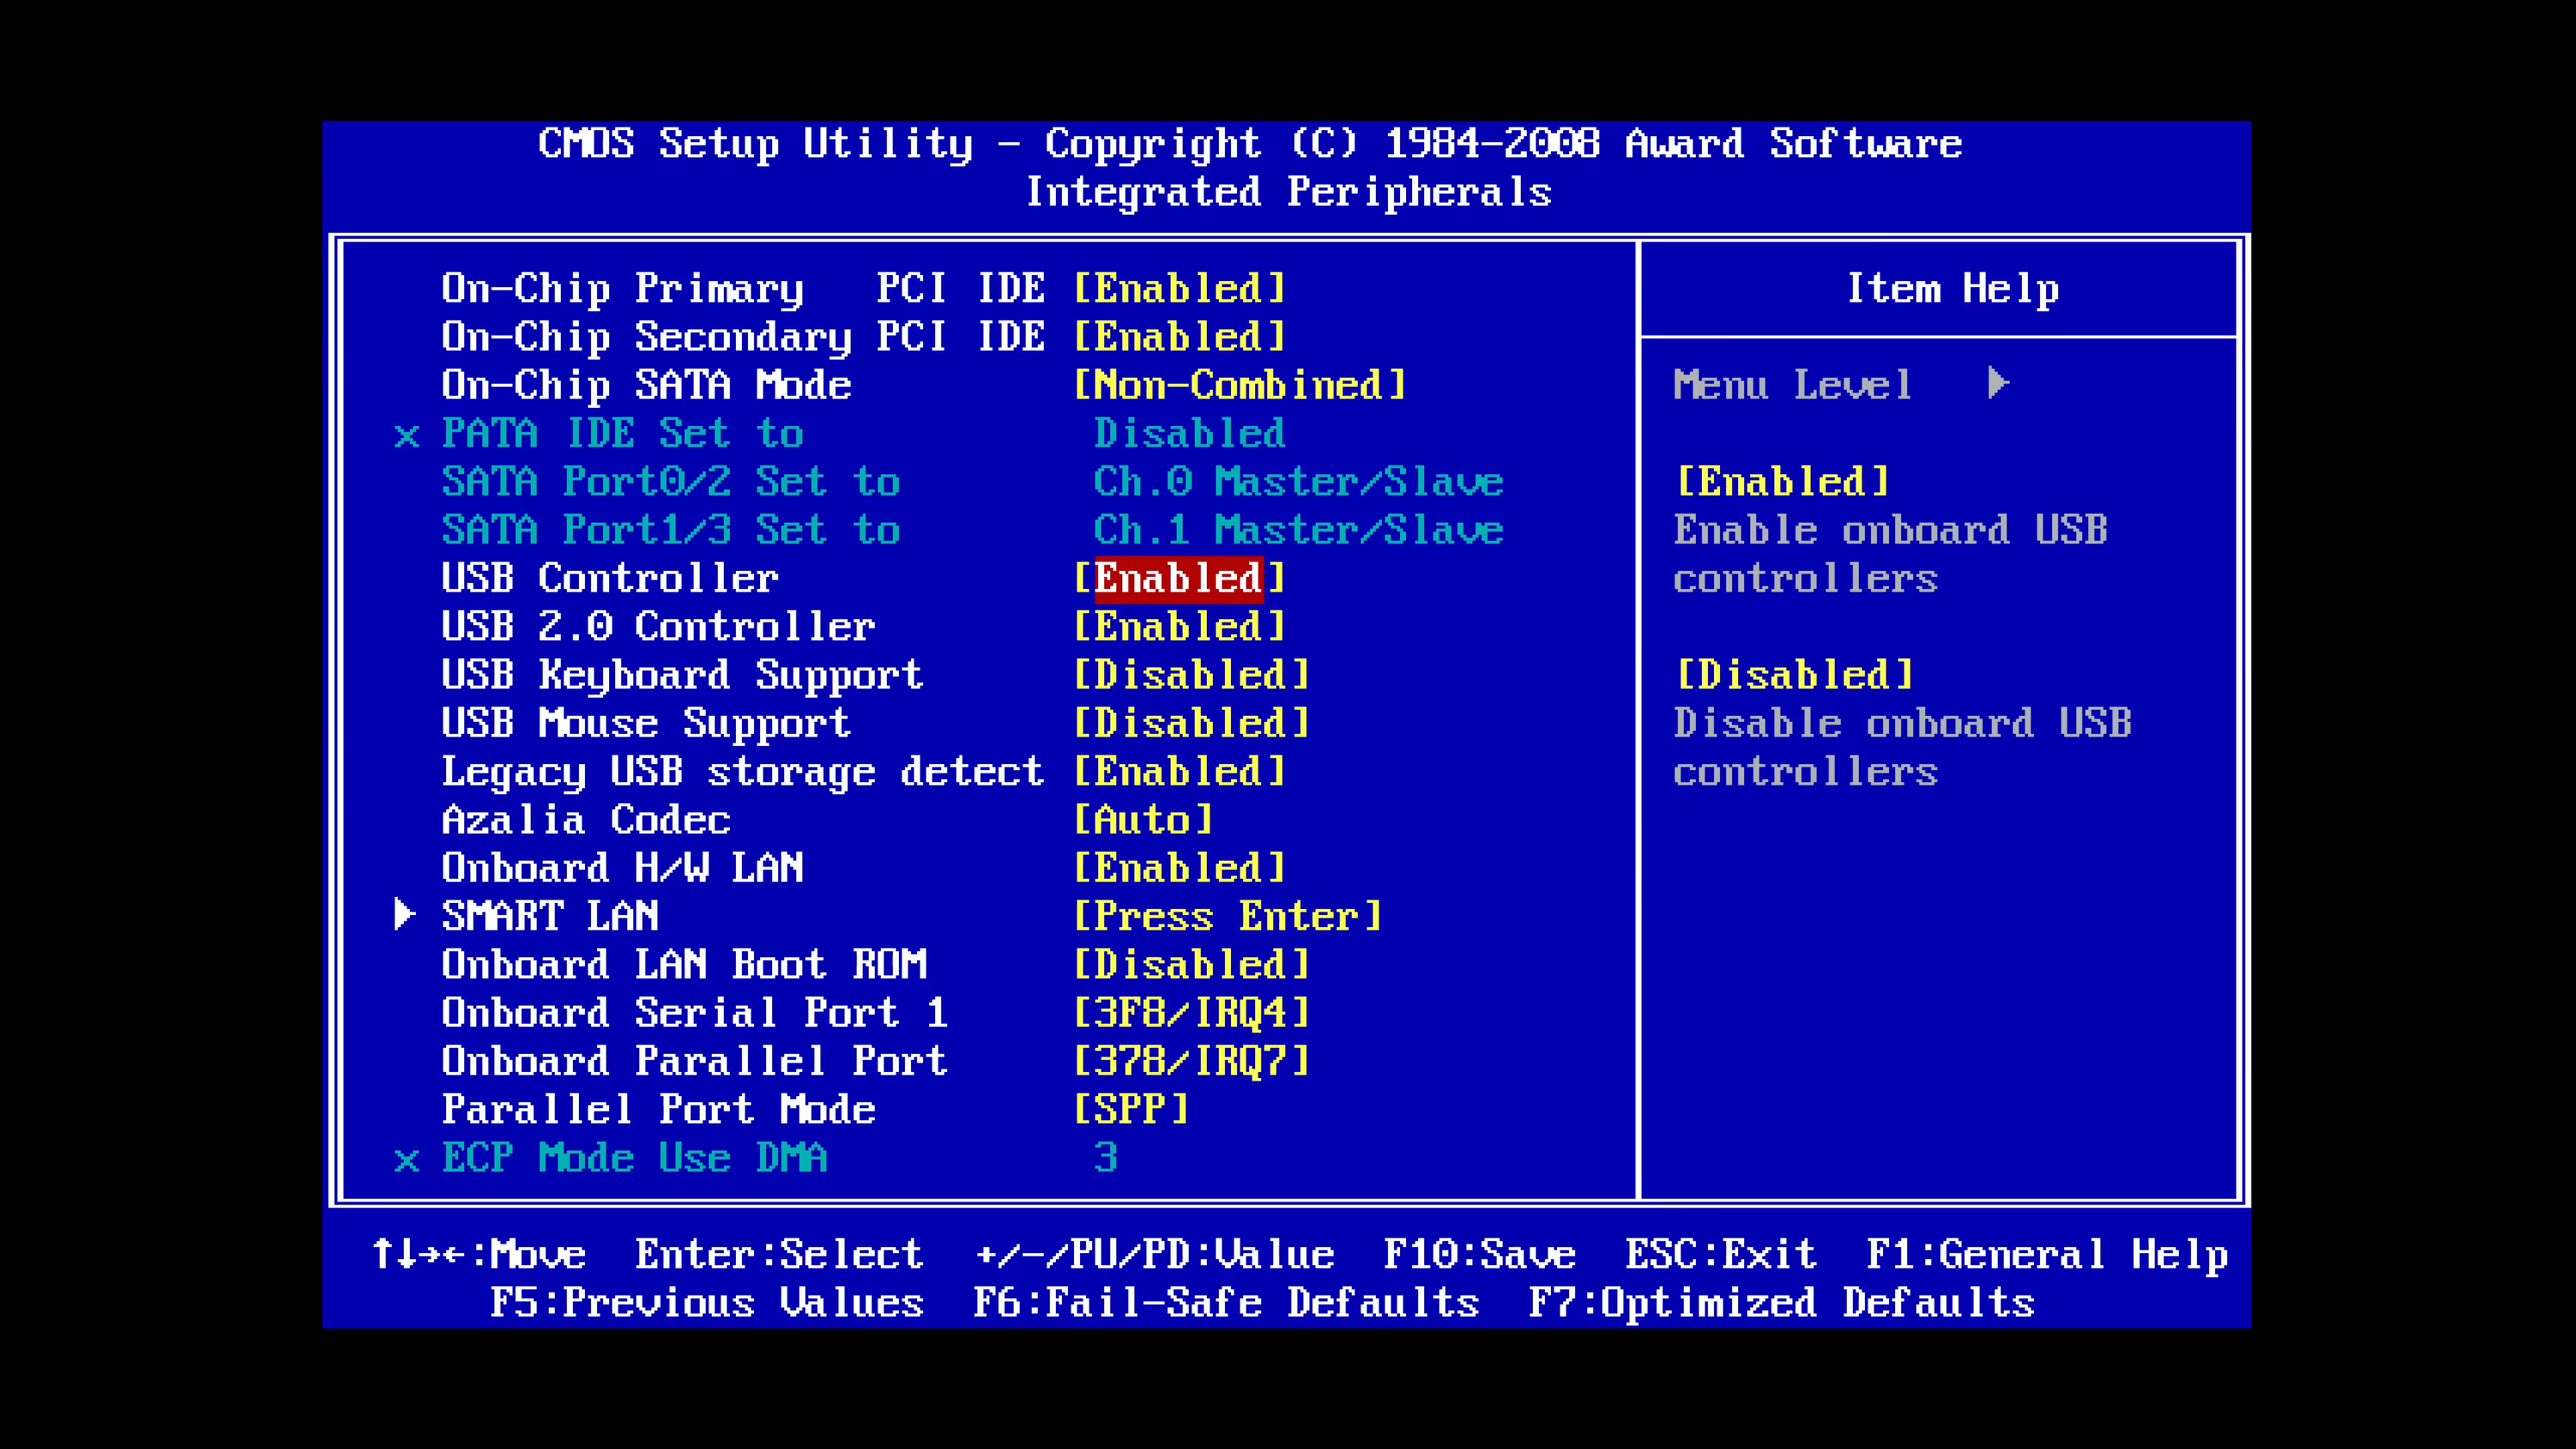 CMOS Setup Utility - Copyright (C) 1984-2008 Award Software
Integrated Peripherals
On-Chip Primary   PCI IDE [Enabled]
On-Chip Secondary PCI IDE [Enabled]
On-Chip SATA Mode [Non-Combined]
x PATA IDE Set to Disabled
SATA Port0/2 Set to Ch.0 Master/Slave
SATA Port1/3 Set to Ch.1 Master/Slave
USB Controller [Enabled]
USB 2.0 Controller [Enabled]
USB Keyboard Support [Disabled]
USB Mouse Support [Disabled]
Legacy USB storage detect [Enabled]
Azalia Codec [Auto]
Onboard H/W LAN [Enabled]
▶ SMART LAN [Press Enter]
Onboard LAN Boot ROM [Disabled]
Onboard Serial Port 1 [3F8/IRQ4]
Onboard Parallel Port [378/IRQ7]
Parallel Port Mode [SPP]
x ECP Mode Use DMA 3
Item Help
Menu Level ▶
[Enabled]
Enable onboard USB
controllers
[Disabled]
Disable onboard USB
controllers
↑↓→←:Move  Enter:Select  +/-/PU/PD:Value  F10:Save  ESC:Exit  F1:General Help
F5:Previous Values  F6:Fail-Safe Defaults  F7:Optimized Defaults